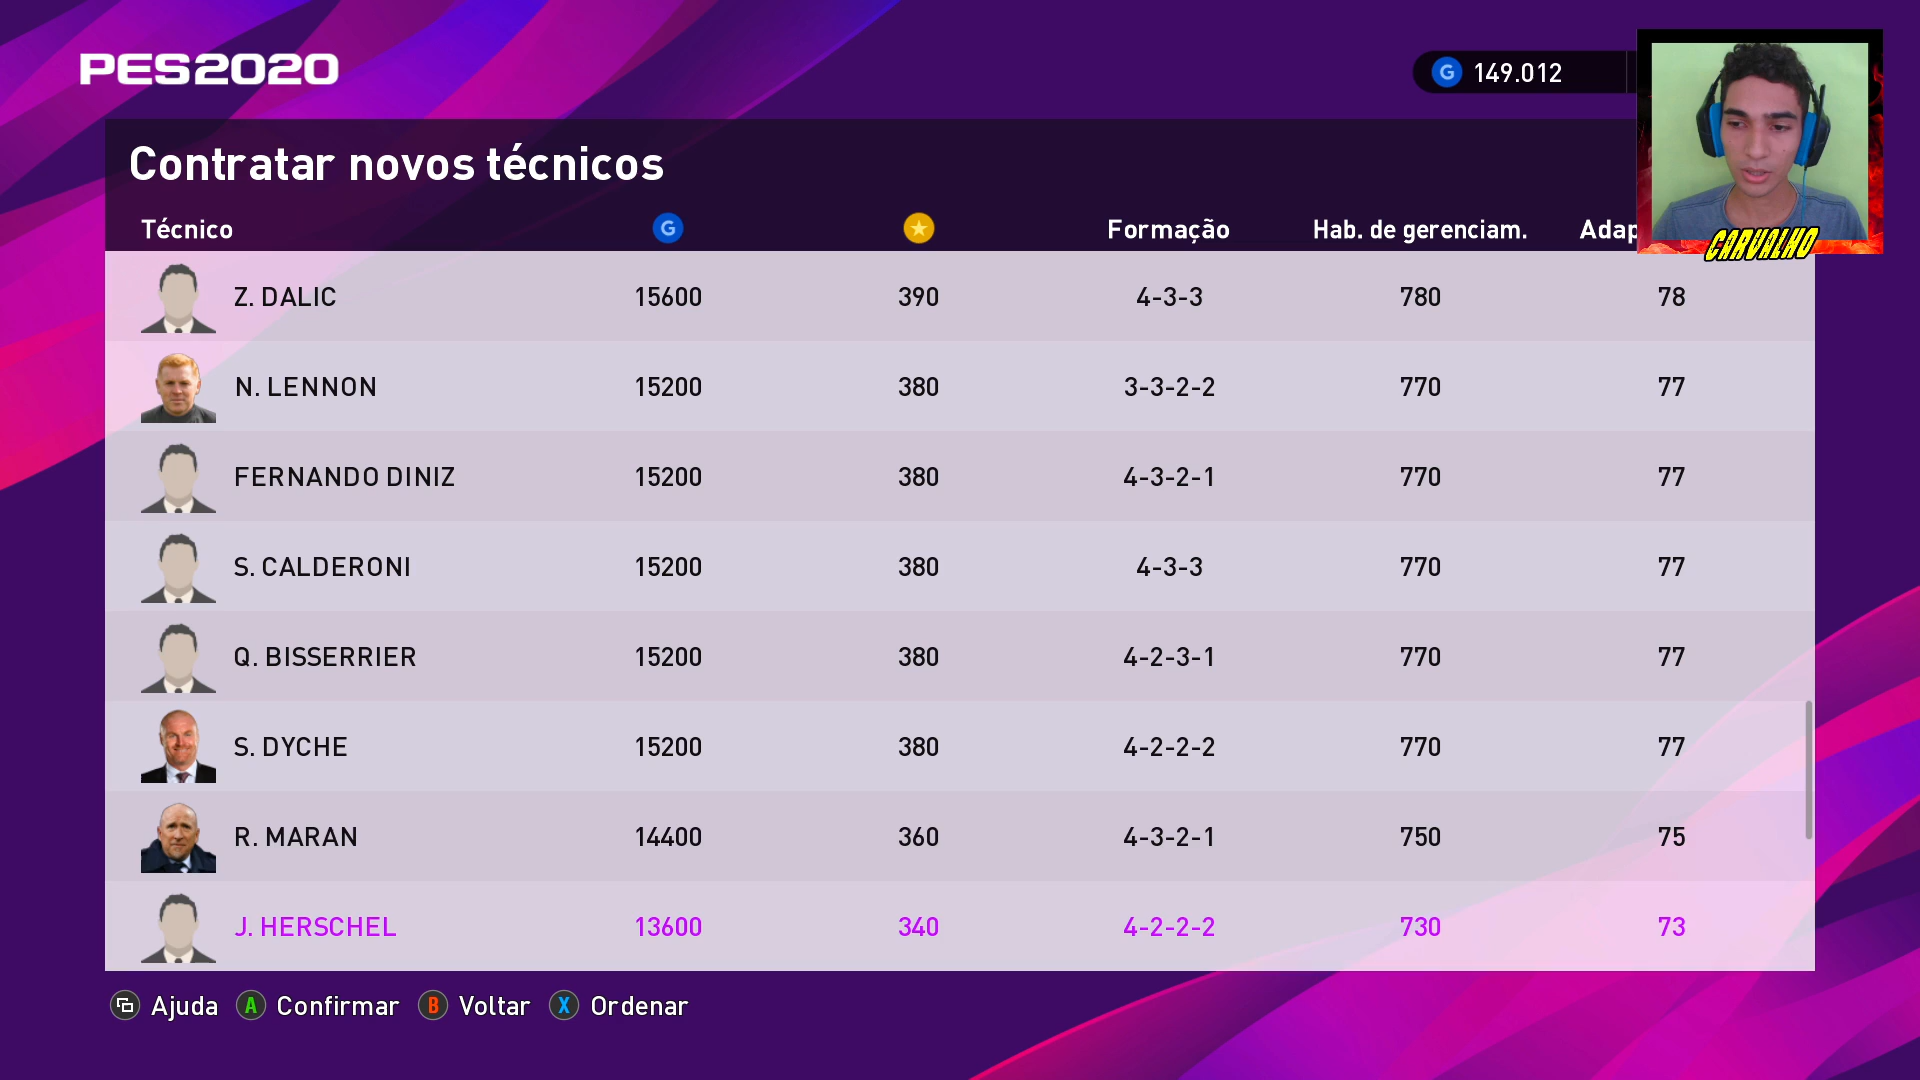 PES2020
G 149.012
Contratar novos técnicos
Técnico G Formação Hab. de gerenciam. Adap
Z. DALIC 15600 390 4-3-3 780 78
N. LENNON 15200 380 3-3-2-2 770 77
FERNANDO DINIZ 15200 380 4-3-2-1 770 77
S. CALDERONI 15200 380 4-3-3 770 77
Q. BISSERRIER 15200 380 4-2-3-1 770 77
S. DYCHE 15200 380 4-2-2-2 770 77
R. MARAN 14400 360 4-3-2-1 750 75
J. HERSCHEL 13600 340 4-2-2-2 730 73
Ajuda A Confirmar B Voltar X Ordenar
CARVALHO